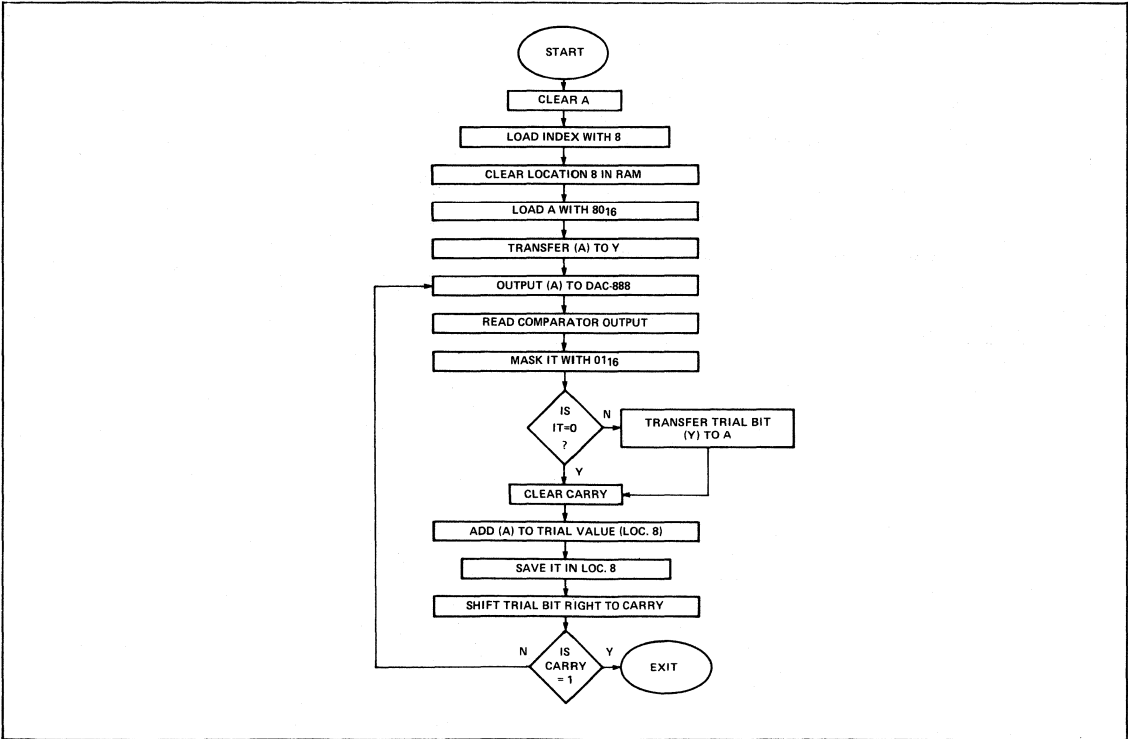 START
CLEAR A
LOAD INDEX WITH 8
CLEAR LOCATION 8 IN RAM
LOAD A WITH 80₁₆
TRANSFER (A) TO Y
OUTPUT (A) TO DAC-888
READ COMPARATOR OUTPUT
MASK IT WITH 01₁₆
IS
IT=0
?
N
TRANSFER TRIAL BIT
(Y) TO A
Y
CLEAR CARRY
ADD (A) TO TRIAL VALUE (LOC. 8)
SAVE IT IN LOC. 8
SHIFT TRIAL BIT RIGHT TO CARRY
N
IS
CARRY
= 1
Y
EXIT